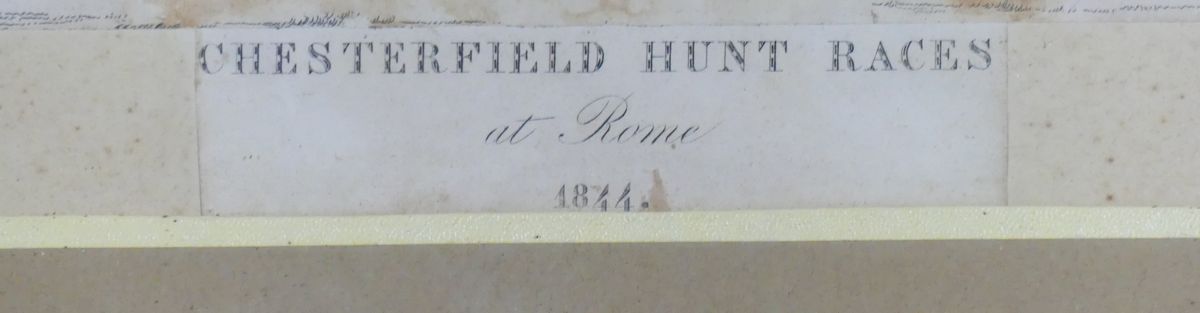 CHESTERFIELD HUNT RACES
at Rome
1844.